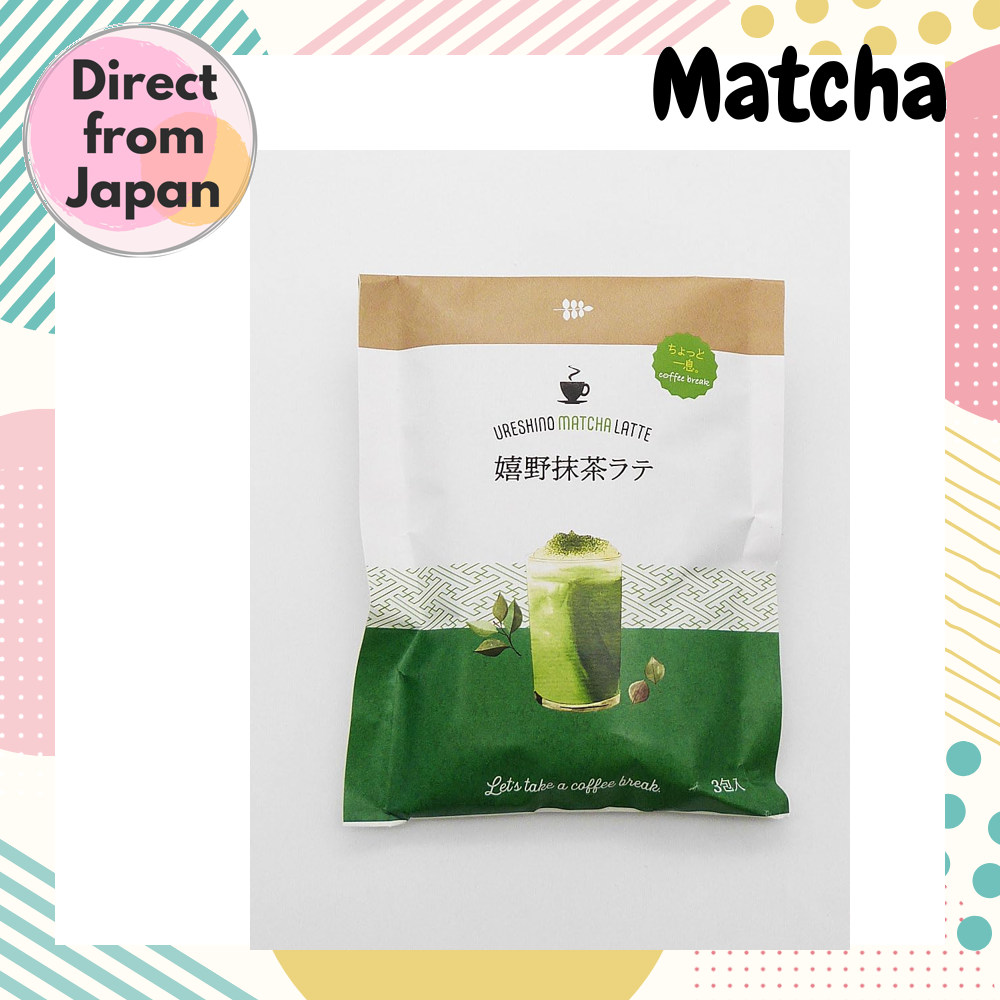 Direct
from
Japan
Matcha
ちょっと
一息。
coffee break
URESHINO MATCHA LATTE
嬉野抹茶ラテ
Let's take a coffee break.
3包入